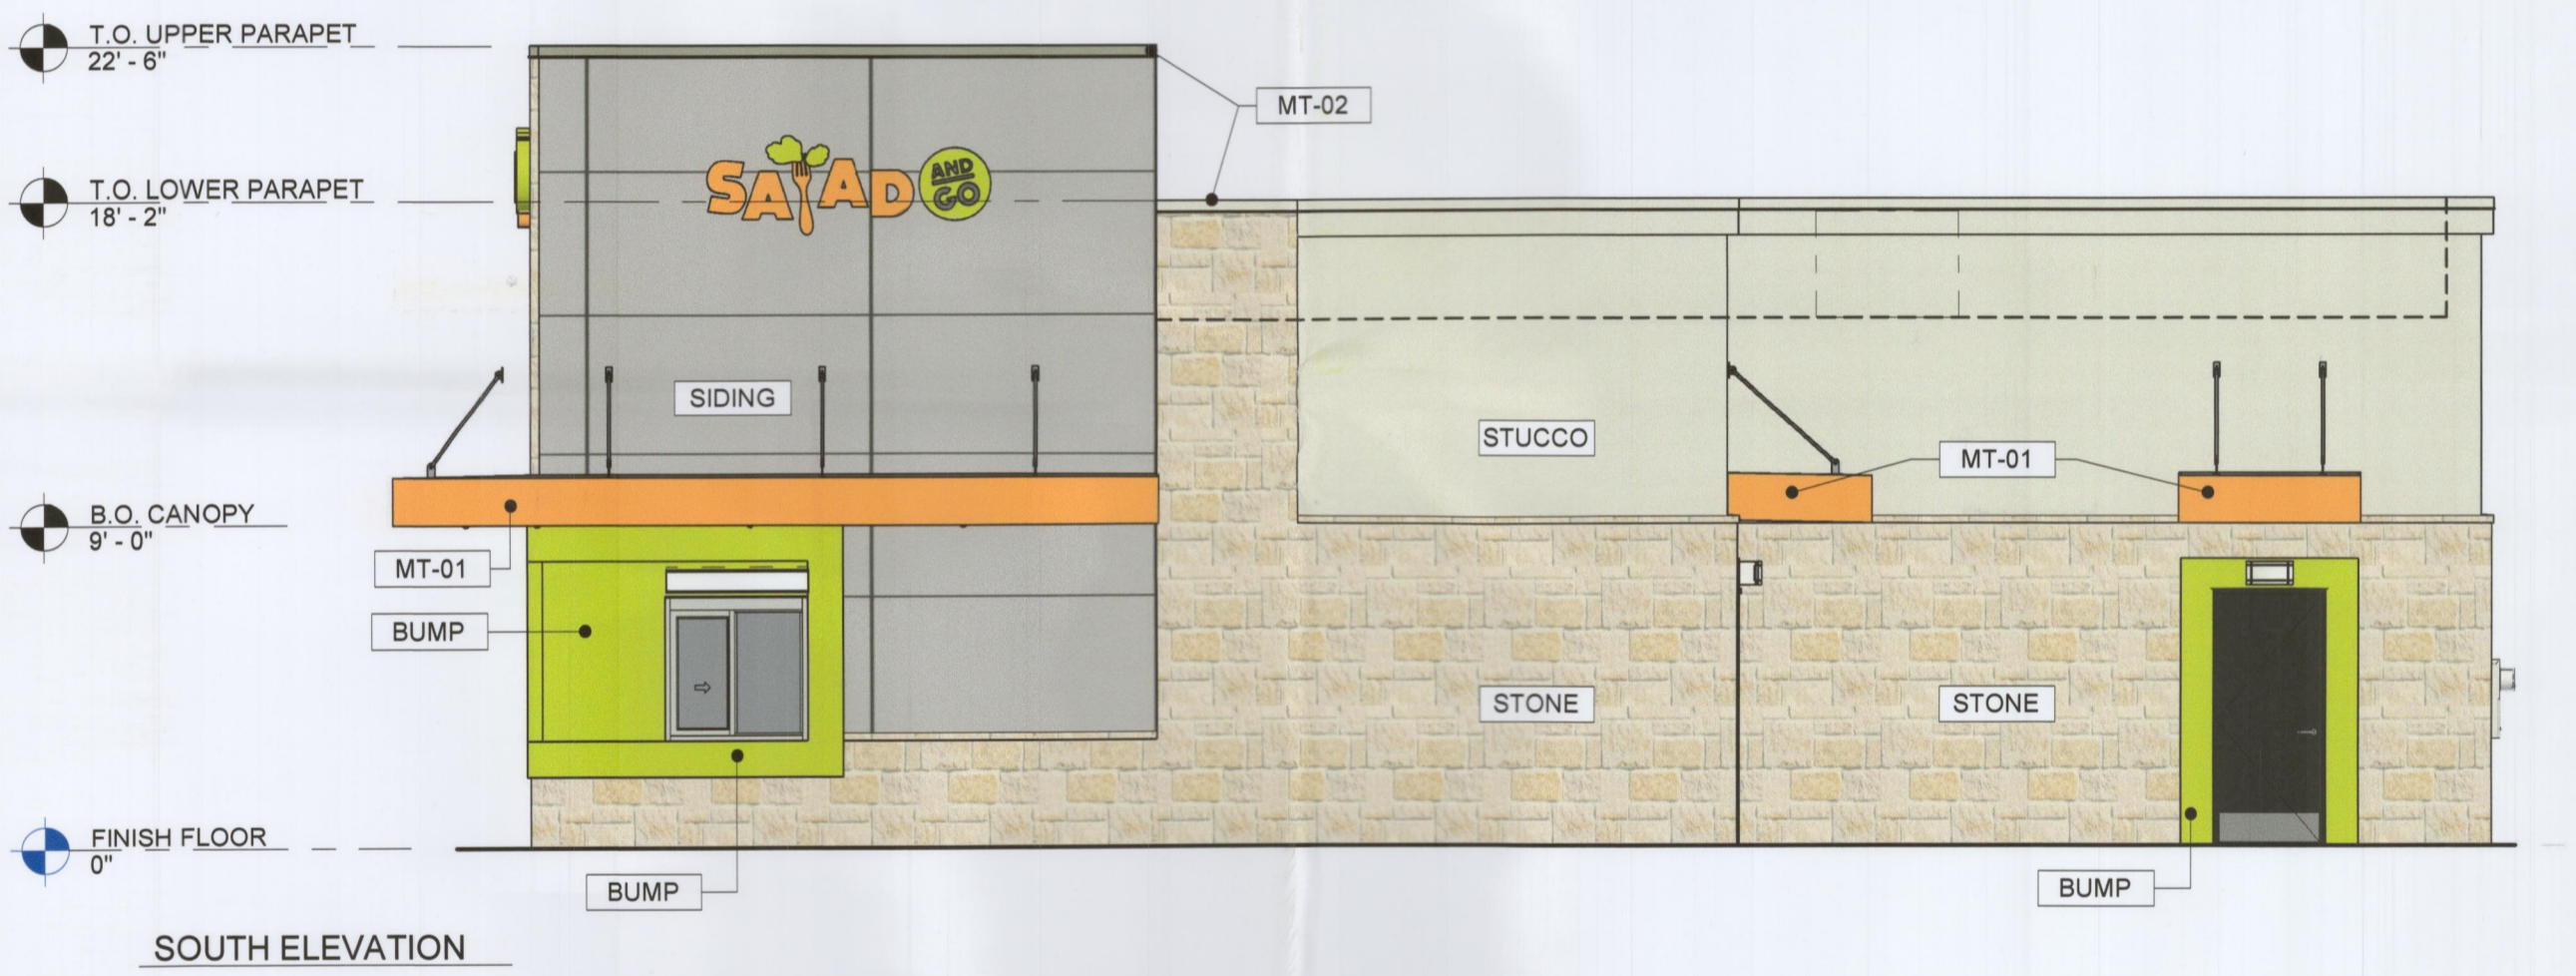 T.O. UPPER PARAPET
22' - 6"
MT-02
SALAD AND GO
T.O. LOWER PARAPET
18' - 2"
SIDING
STUCCO
MT-01
B.O. CANOPY
9' - 0"
MT-01
BUMP
STONE
STONE
FINISH FLOOR
0"
BUMP
BUMP
SOUTH ELEVATION